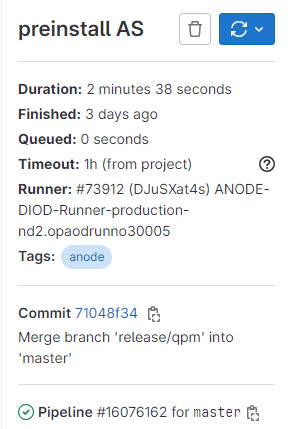 preinstall AS
Duration: 2 minutes 38 seconds
Finished: 3 days ago
Queued: 0 seconds
Timeout: 1h (from project)
Runner: #73912 (DJuSXat4s) ANODE-
DIOD-Runner-production-
nd2.opaodrunno30005
Tags: anode
Commit 71048f34
Merge branch 'release/qpm' into
'master'
Pipeline #16076162 for master